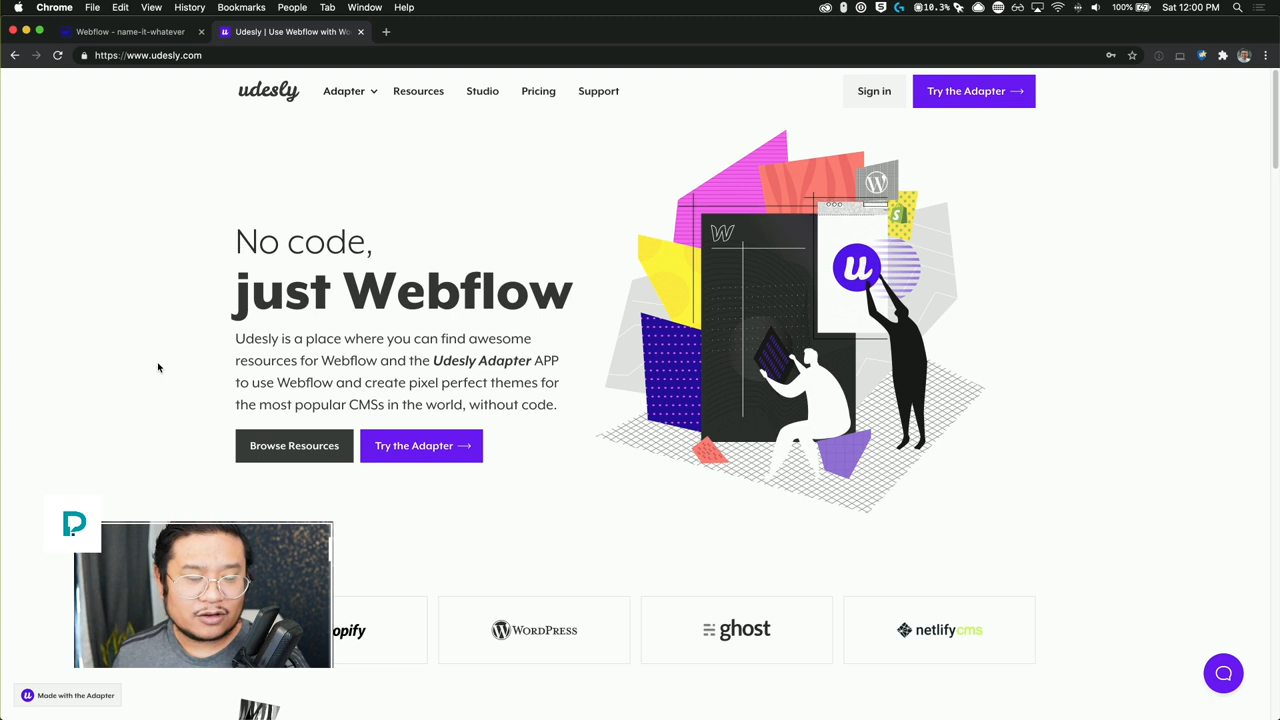 Chrome File Edit View History Bookmarks People Tab Window Help
10.3% 100% Sat 12:00 PM
Webflow - name-it-whatever
Udesly | Use Webflow with Wo
https://www.udesly.com
udesly Adapter Resources Studio Pricing Support Sign in Try the Adapter
No code,
just Webflow
Udesly is a place where you can find awesome
resources for Webflow and the Udesly Adapter APP
to use Webflow and create pixel perfect themes for
the most popular CMSs in the world, without code.
Browse Resources Try the Adapter
opify WORDPRESS ghost netlifycms
Made with the Adapter